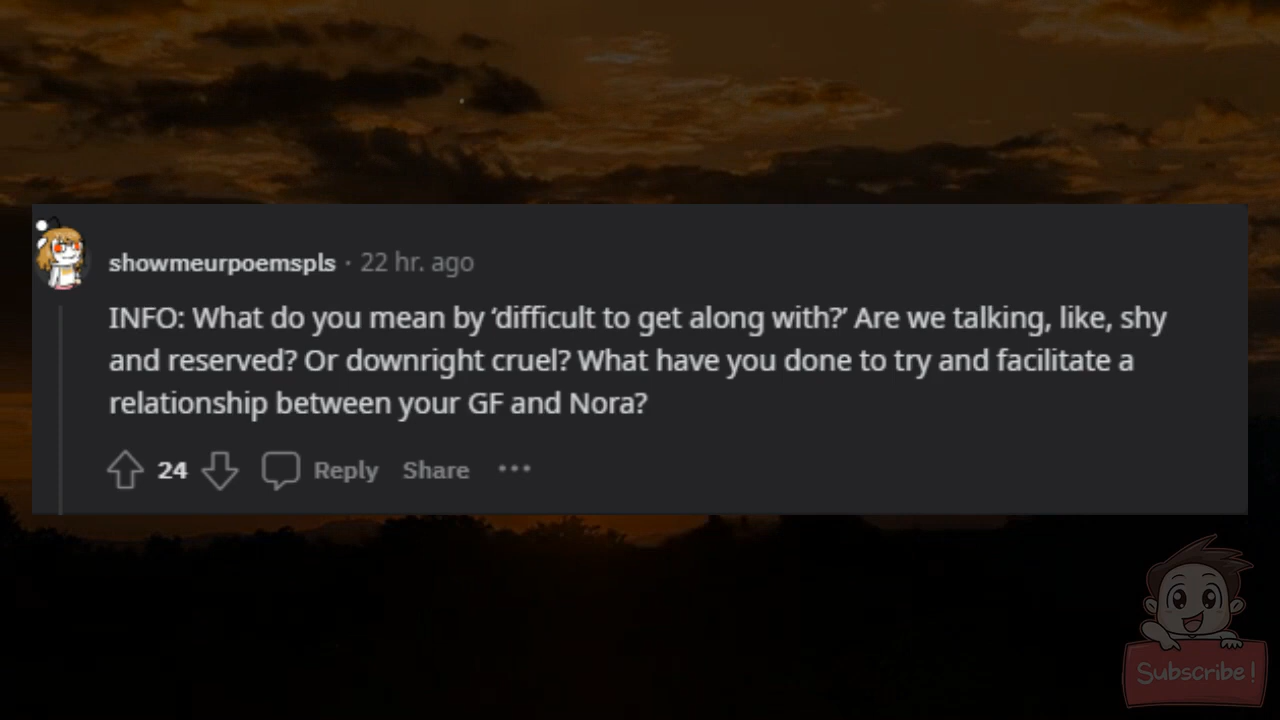 showmeurpoemspls · 22 hr. ago
INFO: What do you mean by ‘difficult to get along with?’ Are we talking, like, shy
and reserved? Or downright cruel? What have you done to try and facilitate a
relationship between your GF and Nora?
24 Reply Share ···
Subscribe!